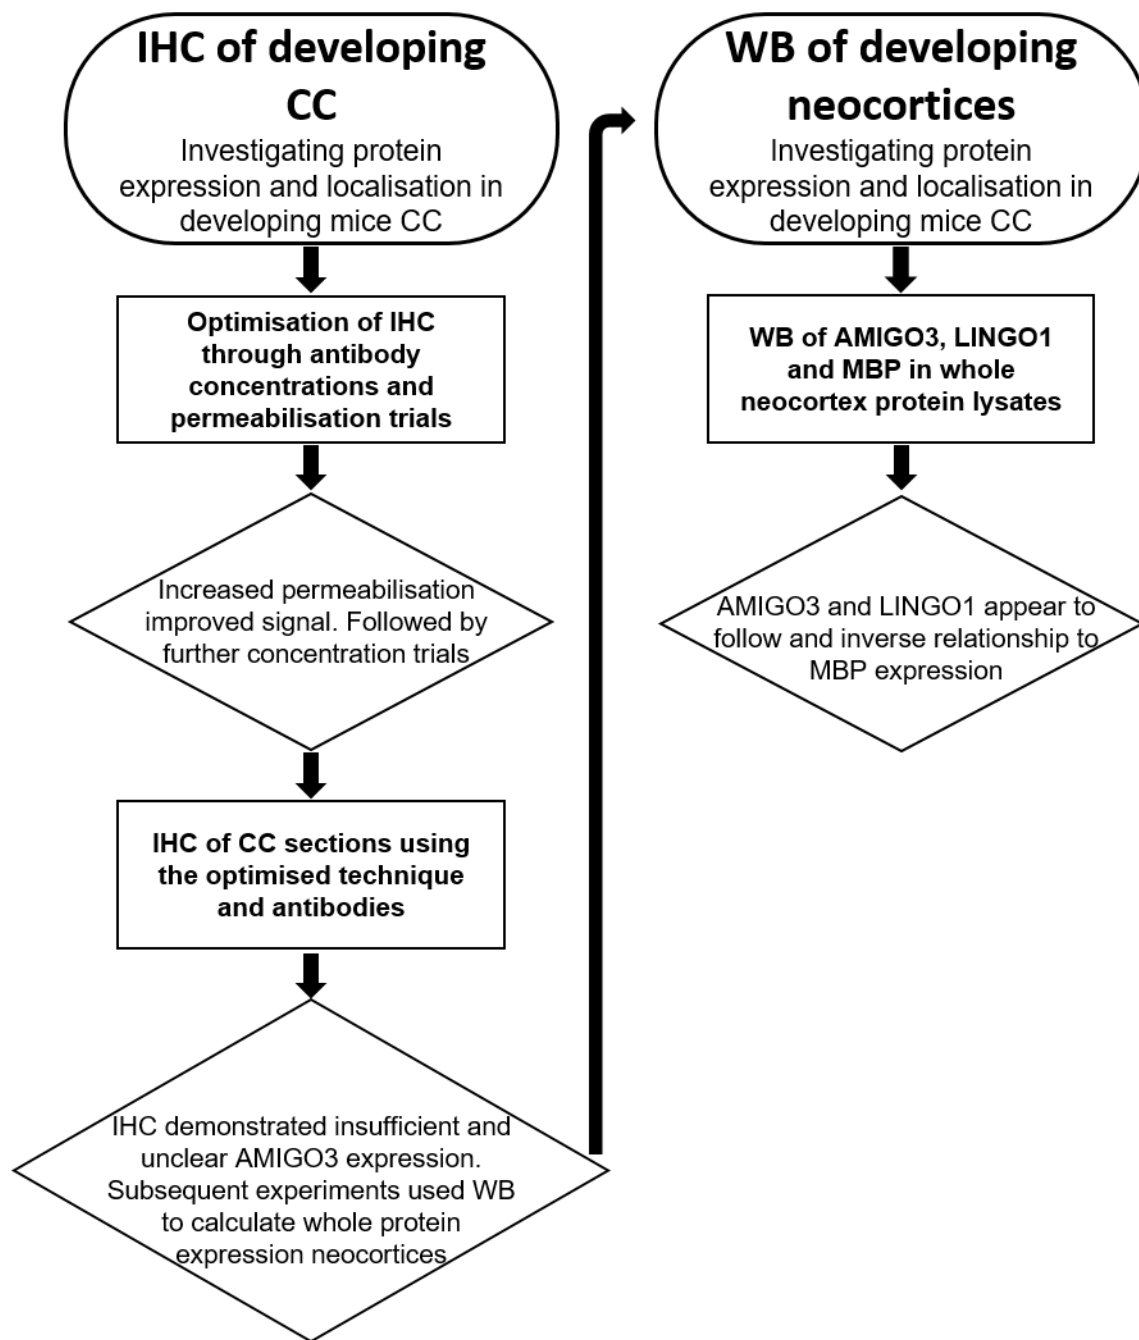 IHC of developing
CC
Investigating protein
expression and localisation in
developing mice CC
Optimisation of IHC
through antibody
concentrations and
permeabilisation trials
Increased permeabilisation
improved signal. Followed by
further concentration trials
IHC of CC sections using
the optimised technique
and antibodies
IHC demonstrated insufficient and
unclear AMIGO3 expression.
Subsequent experiments used WB
to calculate whole protein
expression neocortices
WB of developing
neocortices
Investigating protein
expression and localisation in
developing mice CC
WB of AMIGO3, LINGO1
and MBP in whole
neocortex protein lysates
AMIGO3 and LINGO1 appear to
follow and inverse relationship to
MBP expression